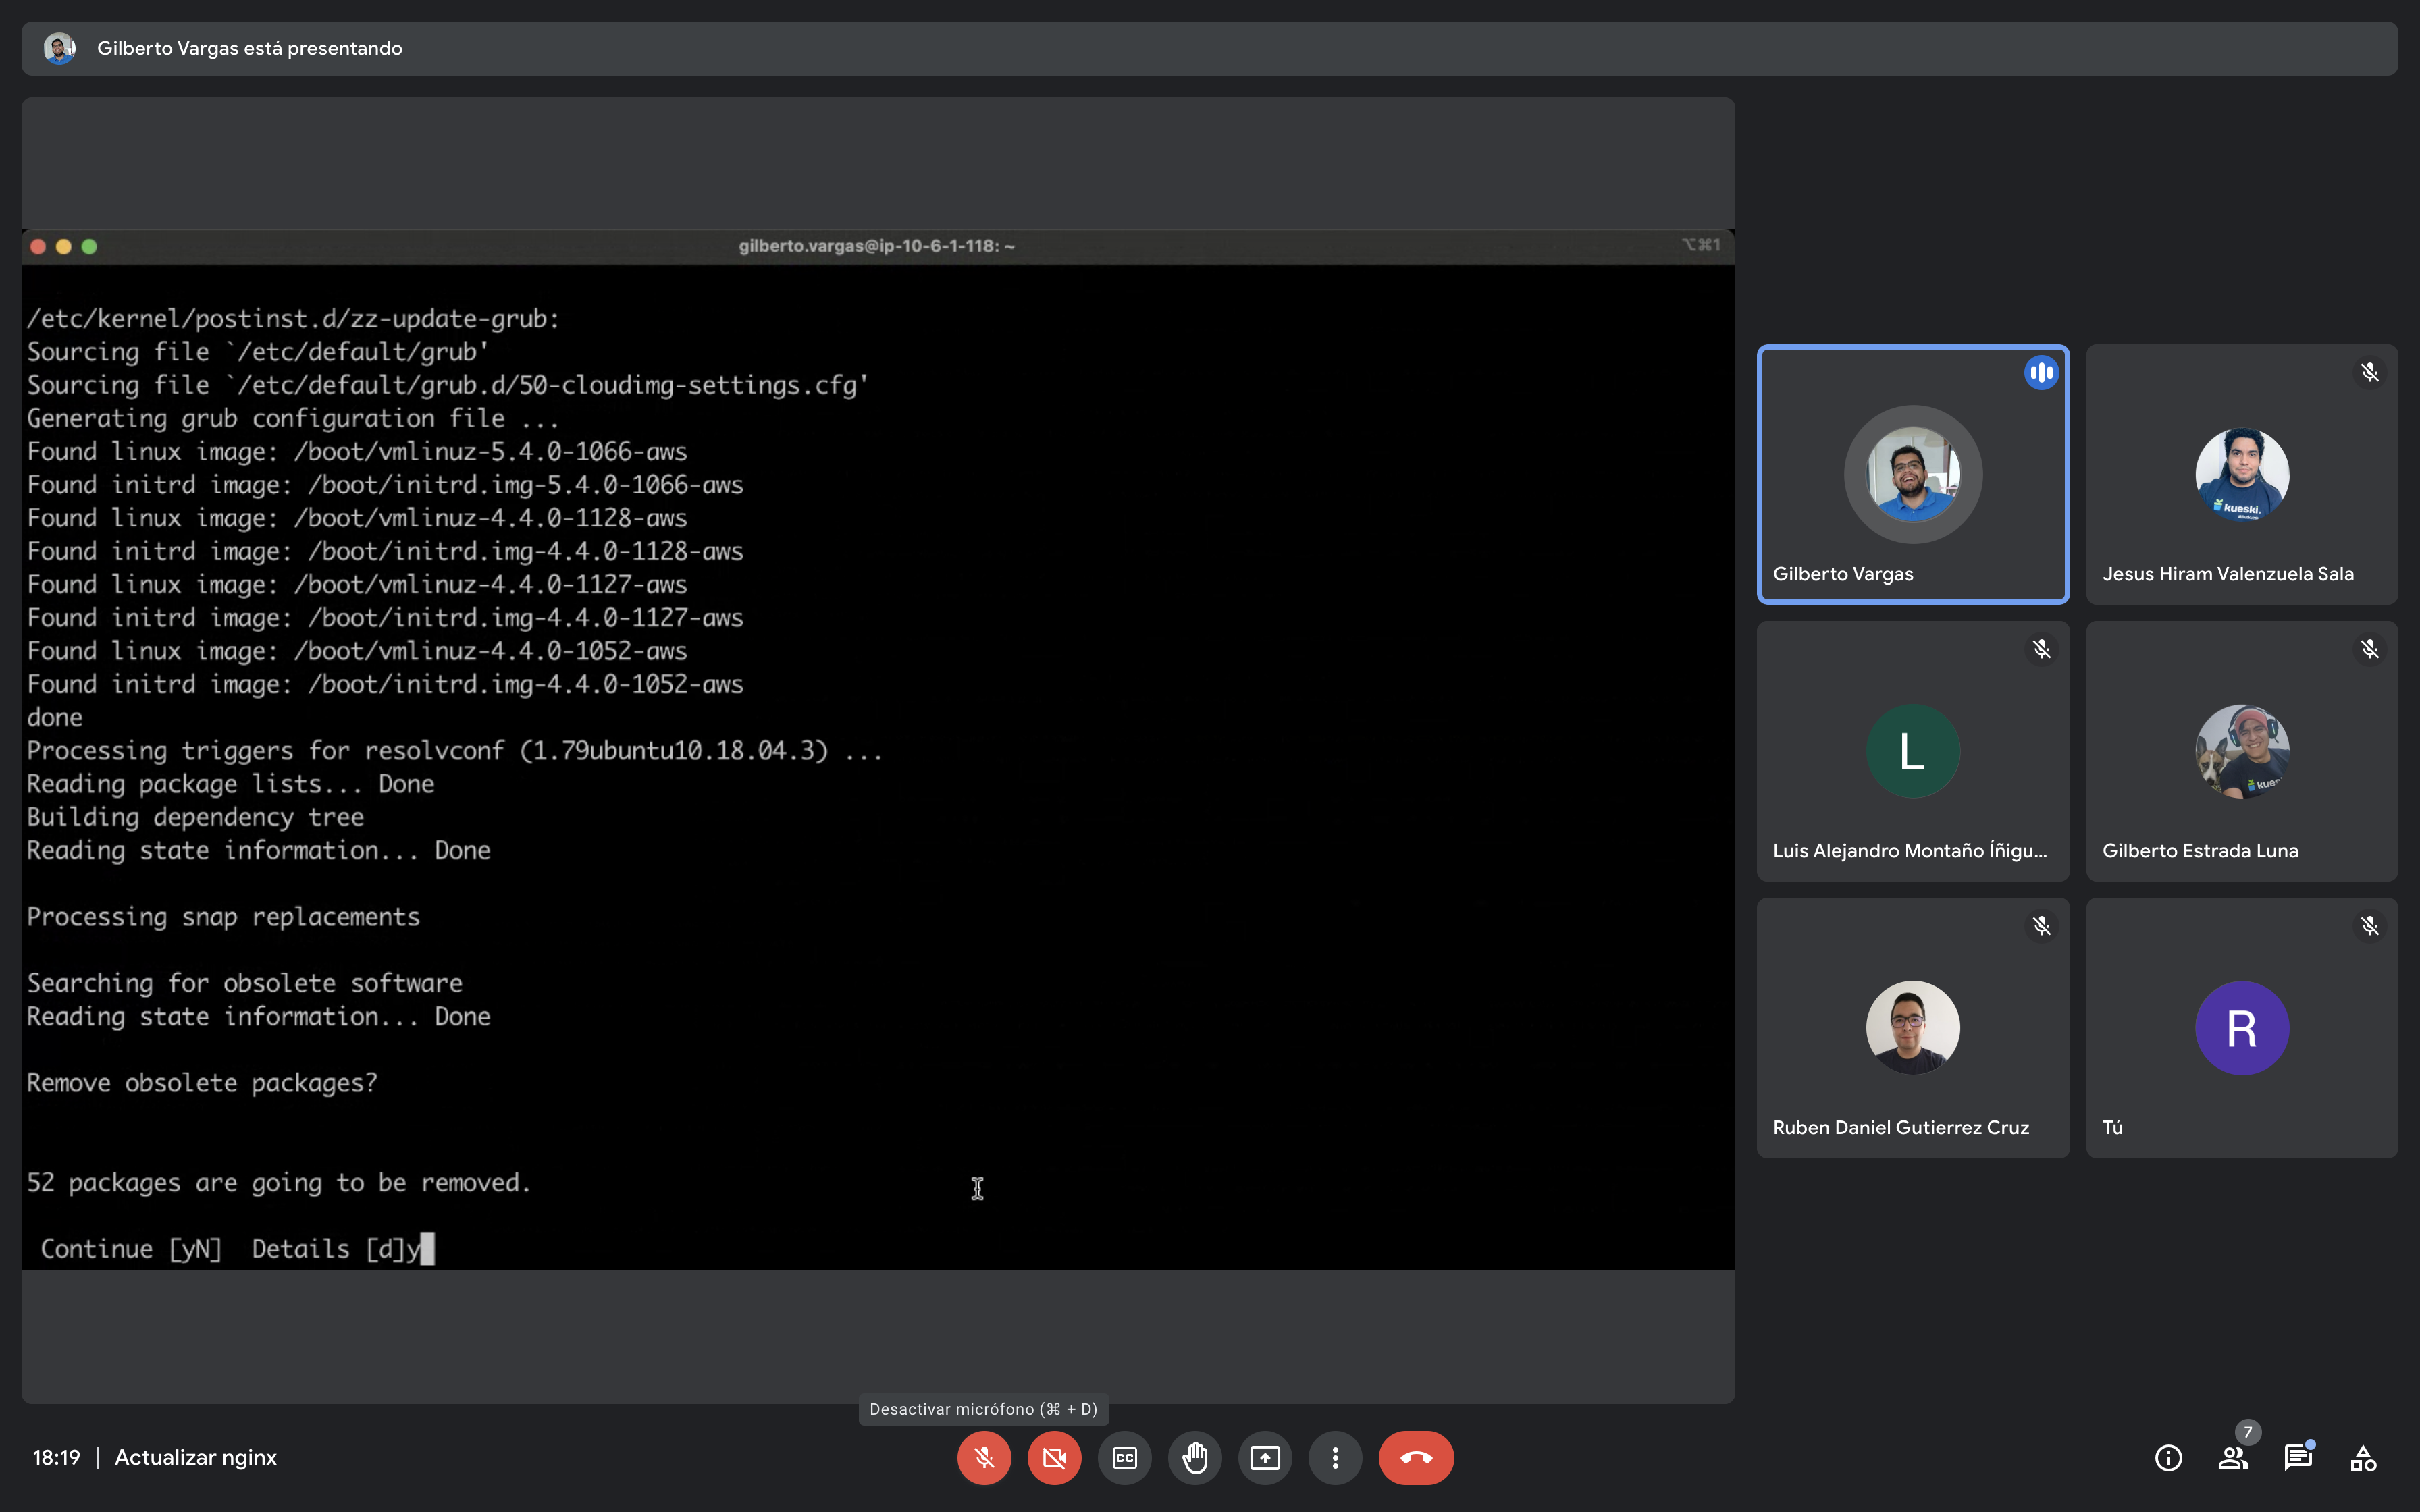 Gilberto Vargas está presentando
gilberto.vargas@ip-10-6-1-118: ~
⌥⌘1
/etc/kernel/postinst.d/zz-update-grub:
Sourcing file `/etc/default/grub'
Sourcing file `/etc/default/grub.d/50-cloudimg-settings.cfg'
Generating grub configuration file ...
Found linux image: /boot/vmlinuz-5.4.0-1066-aws
Found initrd image: /boot/initrd.img-5.4.0-1066-aws
Found linux image: /boot/vmlinuz-4.4.0-1128-aws
Found initrd image: /boot/initrd.img-4.4.0-1128-aws
Found linux image: /boot/vmlinuz-4.4.0-1127-aws
Found initrd image: /boot/initrd.img-4.4.0-1127-aws
Found linux image: /boot/vmlinuz-4.4.0-1052-aws
Found initrd image: /boot/initrd.img-4.4.0-1052-aws
done
Processing triggers for resolvconf (1.79ubuntu10.18.04.3) ...
Reading package lists... Done
Building dependency tree
Reading state information... Done
Processing snap replacements
Searching for obsolete software
Reading state information... Done
Remove obsolete packages?
52 packages are going to be removed.
Continue [yN]  Details [d]y
Gilberto Vargas
kueski.
Jesus Hiram Valenzuela Sala
L
Luis Alejandro Montaño Íñigu...
kues
Gilberto Estrada Luna
Ruben Daniel Gutierrez Cruz
R
Tú
Desactivar micrófono (⌘ + D)
18:19 | Actualizar nginx
CC
7